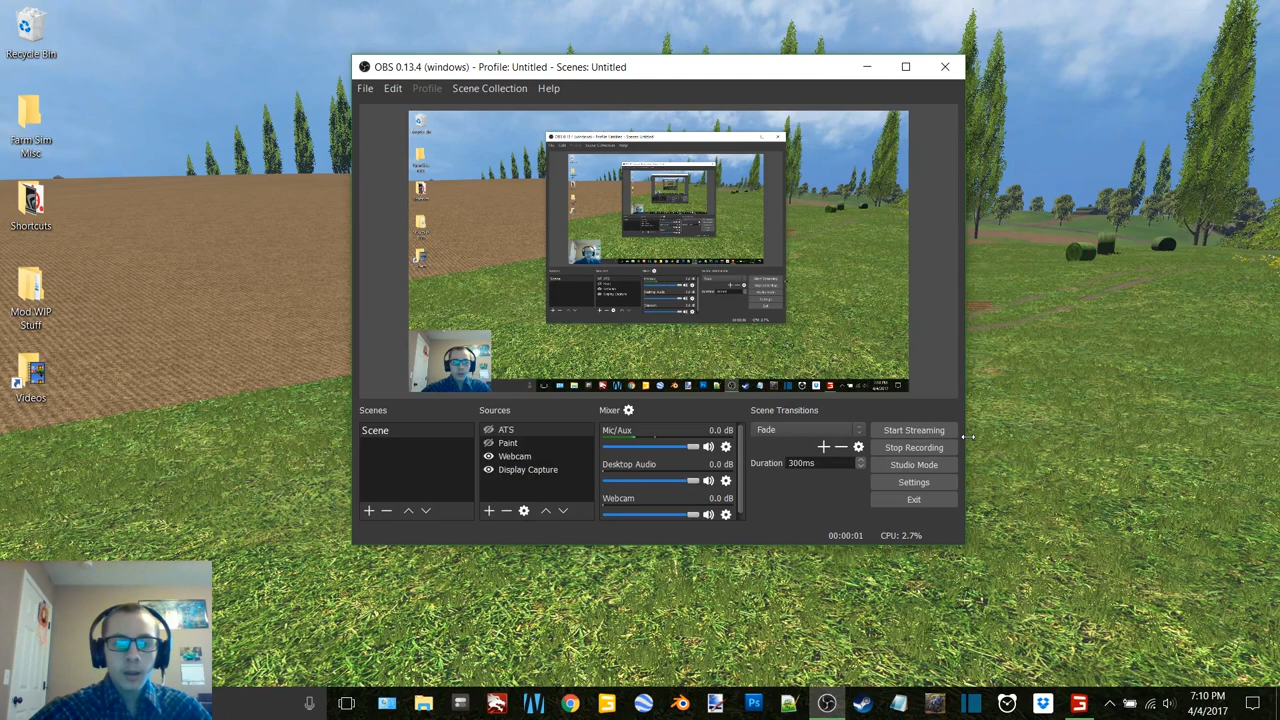 Recycle Bin
Farm Sim
Misc
Shortcuts
Mod WIP
Stuff
Videos
OBS 0.13.4 (windows) - Profile: Untitled - Scenes: Untitled
File Edit Profile Scene Collection Help
Scenes
Scene
Sources
ATS
Paint
Webcam
Display Capture
Mixer
Mic/Aux 0.0 dB
Desktop Audio 0.0 dB
Webcam 0.0 dB
Scene Transitions
Fade
Duration 300ms
Start Streaming
Stop Recording
Studio Mode
Settings
Exit
00:00:01 CPU: 2.7%
7:10 PM
4/4/2017